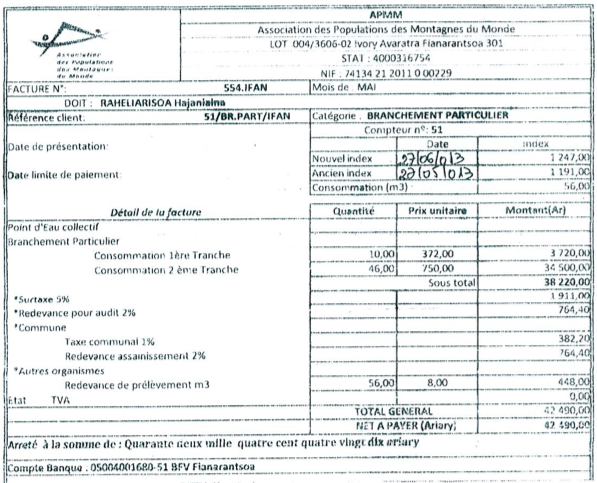 APMM
Association des Populations des Montagnes du Monde
LOT 004/3606-02 Ivory Avaratra Fianarantsoa 301
STAT : 4000316754
NIF : 74134 21 2011 0 00229
Association
des Populations
des Montagnes
du Monde
FACTURE N°: 554.IFAN Mois de MAI
DOIT : RAHELIARISOA Hajaniaina
Référence client: 51/BR.PART/IFAN Catégorie : BRANCHEMENT PARTICULIER
Compteur n°: 51
Date de présentation: Date index
Nouvel index 27/06/013 1 247,00
Date limite de paiement: Ancien index 27/05/013 1 191,00
Consommation (m3) 56,00
Détail de la facture Quantité Prix unitaire Montant(Ar)
Point d'Eau collectif
Branchement Particulier
Consommation 1ère Tranche 10,00 372,00 3 720,00
Consommation 2 ème Tranche 46,00 750,00 34 500,00
Sous total 38 220,00
*Surtaxe 5% 1 911,00
*Redevance pour audit 2% 764,40
*Commune
Taxe communal 1% 382,20
Redevance assainissement 2% 764,40
*Autres organismes
Redevance de prélèvement m3 56,00 8,00 448,00
Etat TVA 0,00
TOTAL GENERAL 42 490,00
NET A PAYER (Ariary) 42 490,00
Arreté à la somme de : Quarante deux mille quatre cent quatre vingt dix ariary
Compte Banque : 05004001680-51 BFV Fianarantsoa